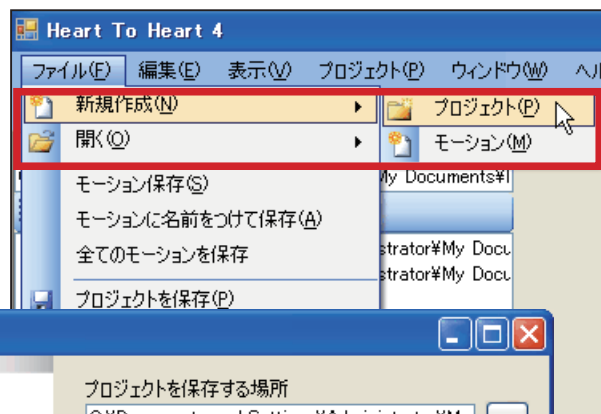 Heart To Heart 4
ファイル(F) 編集(E) 表示(V) プロジェクト(P) ウィンドウ(W) ヘル
新規作成(N) プロジェクト(P)
開く(O) モーション(M)
モーション保存(S) My Documents¥
モーションに名前をつけて保存(A)
全てのモーションを保存 strator¥My Docu
strator¥My Docu
プロジェクトを保存(P)
プロジェクトを保存する場所